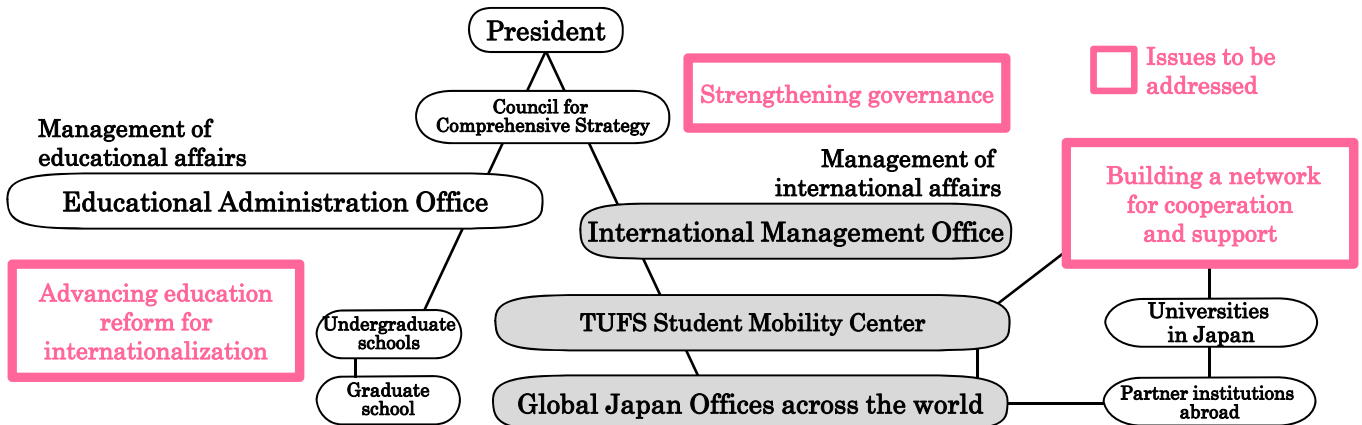 President
Council for
Comprehensive Strategy
Strengthening governance
Issues to be
addressed
Management of
educational affairs
Educational Administration Office
Management of
international affairs
International Management Office
Building a network
for cooperation
and support
Advancing education
reform for
internationalization
Undergraduate
schools
Graduate
school
TUFS Student Mobility Center
Global Japan Offices across the world
Universities
in Japan
Partner institutions
abroad